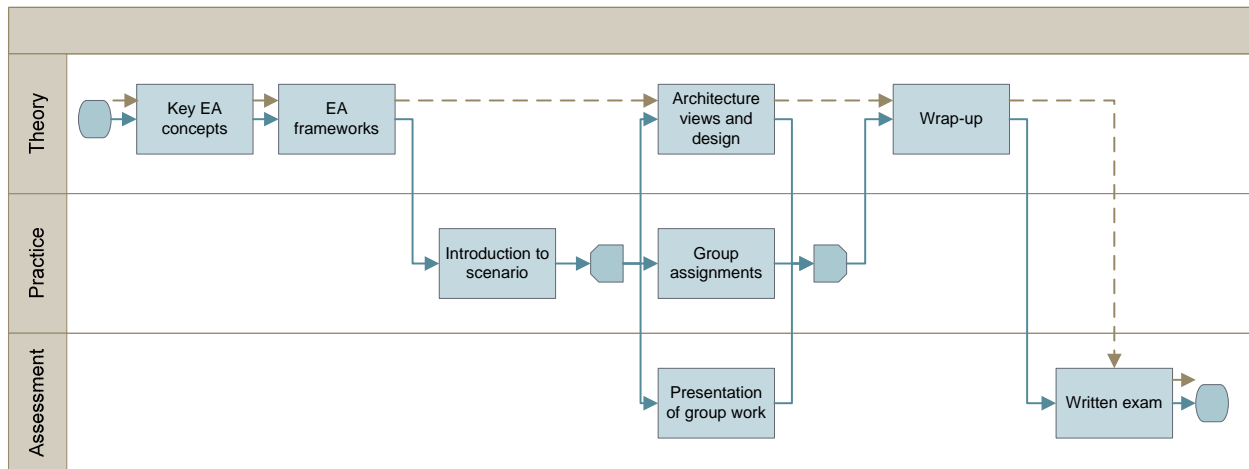 Theory
Key EA
concepts
EA
frameworks
Architecture
views and
design
Wrap-up
Practice
Introduction to
scenario
Group
assignments
Assessment
Presentation
of group work
Written exam